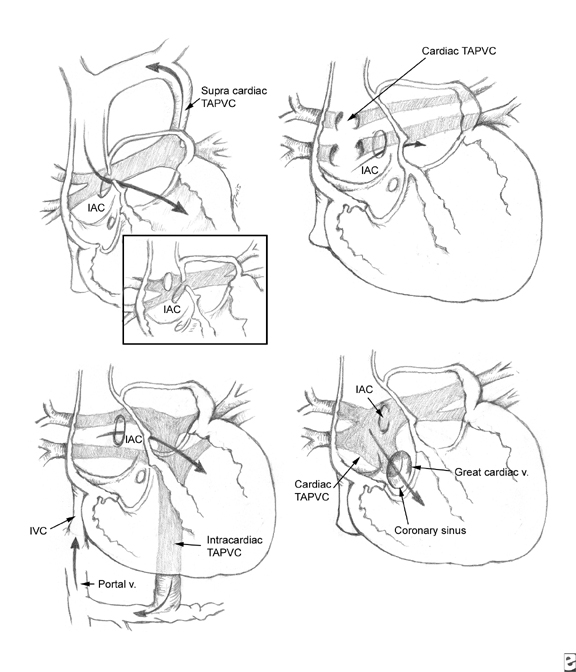 Supra cardiac
TAPVC
IAC
IAC
Cardiac TAPVC
IAC
IAC
IVC
Portal v.
Intracardiac
TAPVC
IAC
Cardiac
TAPVC
Great cardiac v.
Coronary sinus